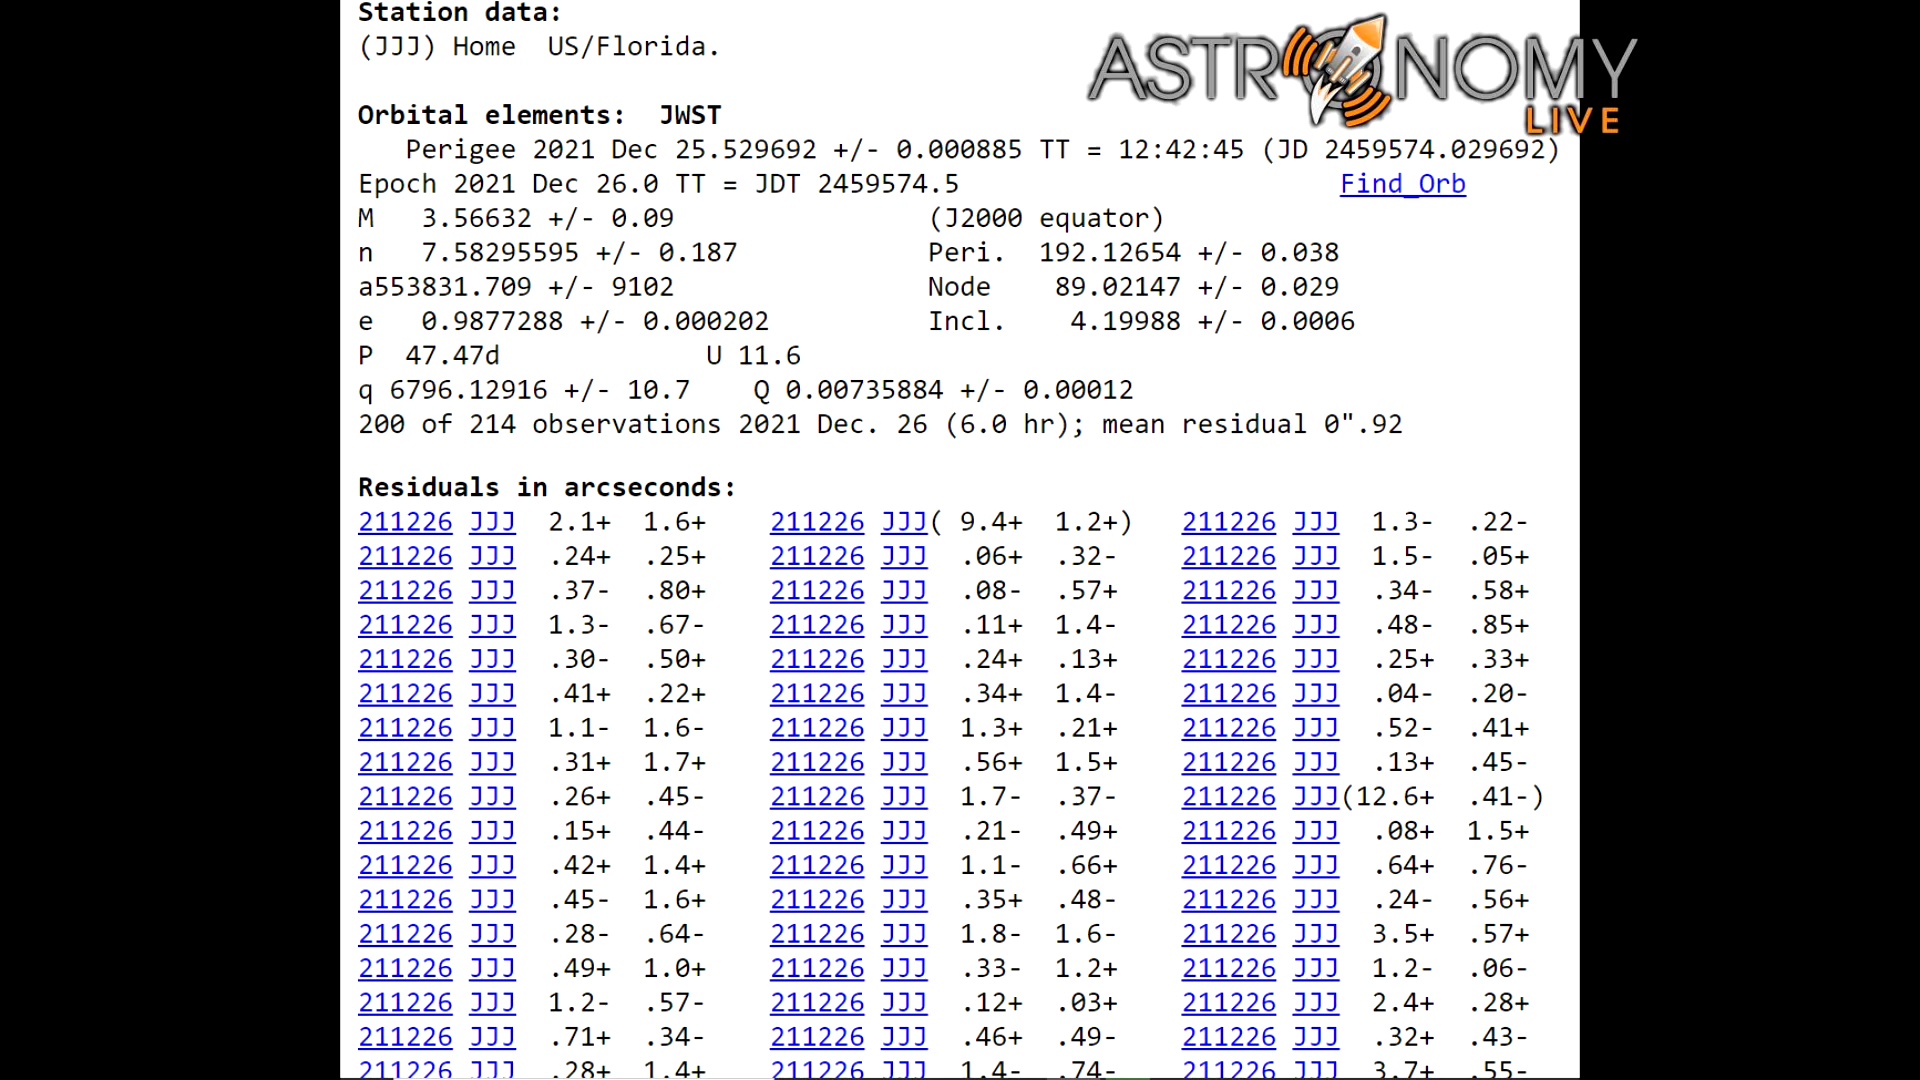 Station data:
(JJJ) Home US/Florida.
ASTRONOMY
LIVE
Orbital elements: JWST
Perigee 2021 Dec 25.529692 +/- 0.000885 TT = 12:42:45 (JD 2459574.029692)
Epoch 2021 Dec 26.0 TT = JDT 2459574.5 Find_Orb
M 3.56632 +/- 0.09 (J2000 equator)
n 7.58295595 +/- 0.187 Peri. 192.12654 +/- 0.038
a553831.709 +/- 9102 Node 89.02147 +/- 0.029
e 0.9877288 +/- 0.000202 Incl. 4.19988 +/- 0.0006
P 47.47d U 11.6
q 6796.12916 +/- 10.7 Q 0.00735884 +/- 0.00012
200 of 214 observations 2021 Dec. 26 (6.0 hr); mean residual 0".92
Residuals in arcseconds:
211226 JJJ 2.1+ 1.6+ 211226 JJJ( 9.4+ 1.2+) 211226 JJJ 1.3- .22-
211226 JJJ .24+ .25+ 211226 JJJ .06+ .32- 211226 JJJ 1.5- .05+
211226 JJJ .37- .80+ 211226 JJJ .08- .57+ 211226 JJJ .34- .58+
211226 JJJ 1.3- .67- 211226 JJJ .11+ 1.4- 211226 JJJ .48- .85+
211226 JJJ .30- .50+ 211226 JJJ .24+ .13+ 211226 JJJ .25+ .33+
211226 JJJ .41+ .22+ 211226 JJJ .34+ 1.4- 211226 JJJ .04- .20-
211226 JJJ 1.1- 1.6- 211226 JJJ 1.3+ .21+ 211226 JJJ .52- .41+
211226 JJJ .31+ 1.7+ 211226 JJJ .56+ 1.5+ 211226 JJJ .13+ .45-
211226 JJJ .26+ .45- 211226 JJJ 1.7- .37- 211226 JJJ(12.6+ .41-)
211226 JJJ .15+ .44- 211226 JJJ .21- .49+ 211226 JJJ .08+ 1.5+
211226 JJJ .42+ 1.4+ 211226 JJJ 1.1- .66+ 211226 JJJ .64+ .76-
211226 JJJ .45- 1.6+ 211226 JJJ .35+ .48- 211226 JJJ .24- .56+
211226 JJJ .28- .64- 211226 JJJ 1.8- 1.6- 211226 JJJ 3.5+ .57+
211226 JJJ .49+ 1.0+ 211226 JJJ .33- 1.2+ 211226 JJJ 1.2- .06-
211226 JJJ 1.2- .57- 211226 JJJ .12+ .03+ 211226 JJJ 2.4+ .28+
211226 JJJ .71+ .34- 211226 JJJ .46+ .49- 211226 JJJ .32+ .43-
211226 JJJ .28+ 1.4+ 211226 JJJ 1.4- .74- 211226 JJJ 3.7+ .55-